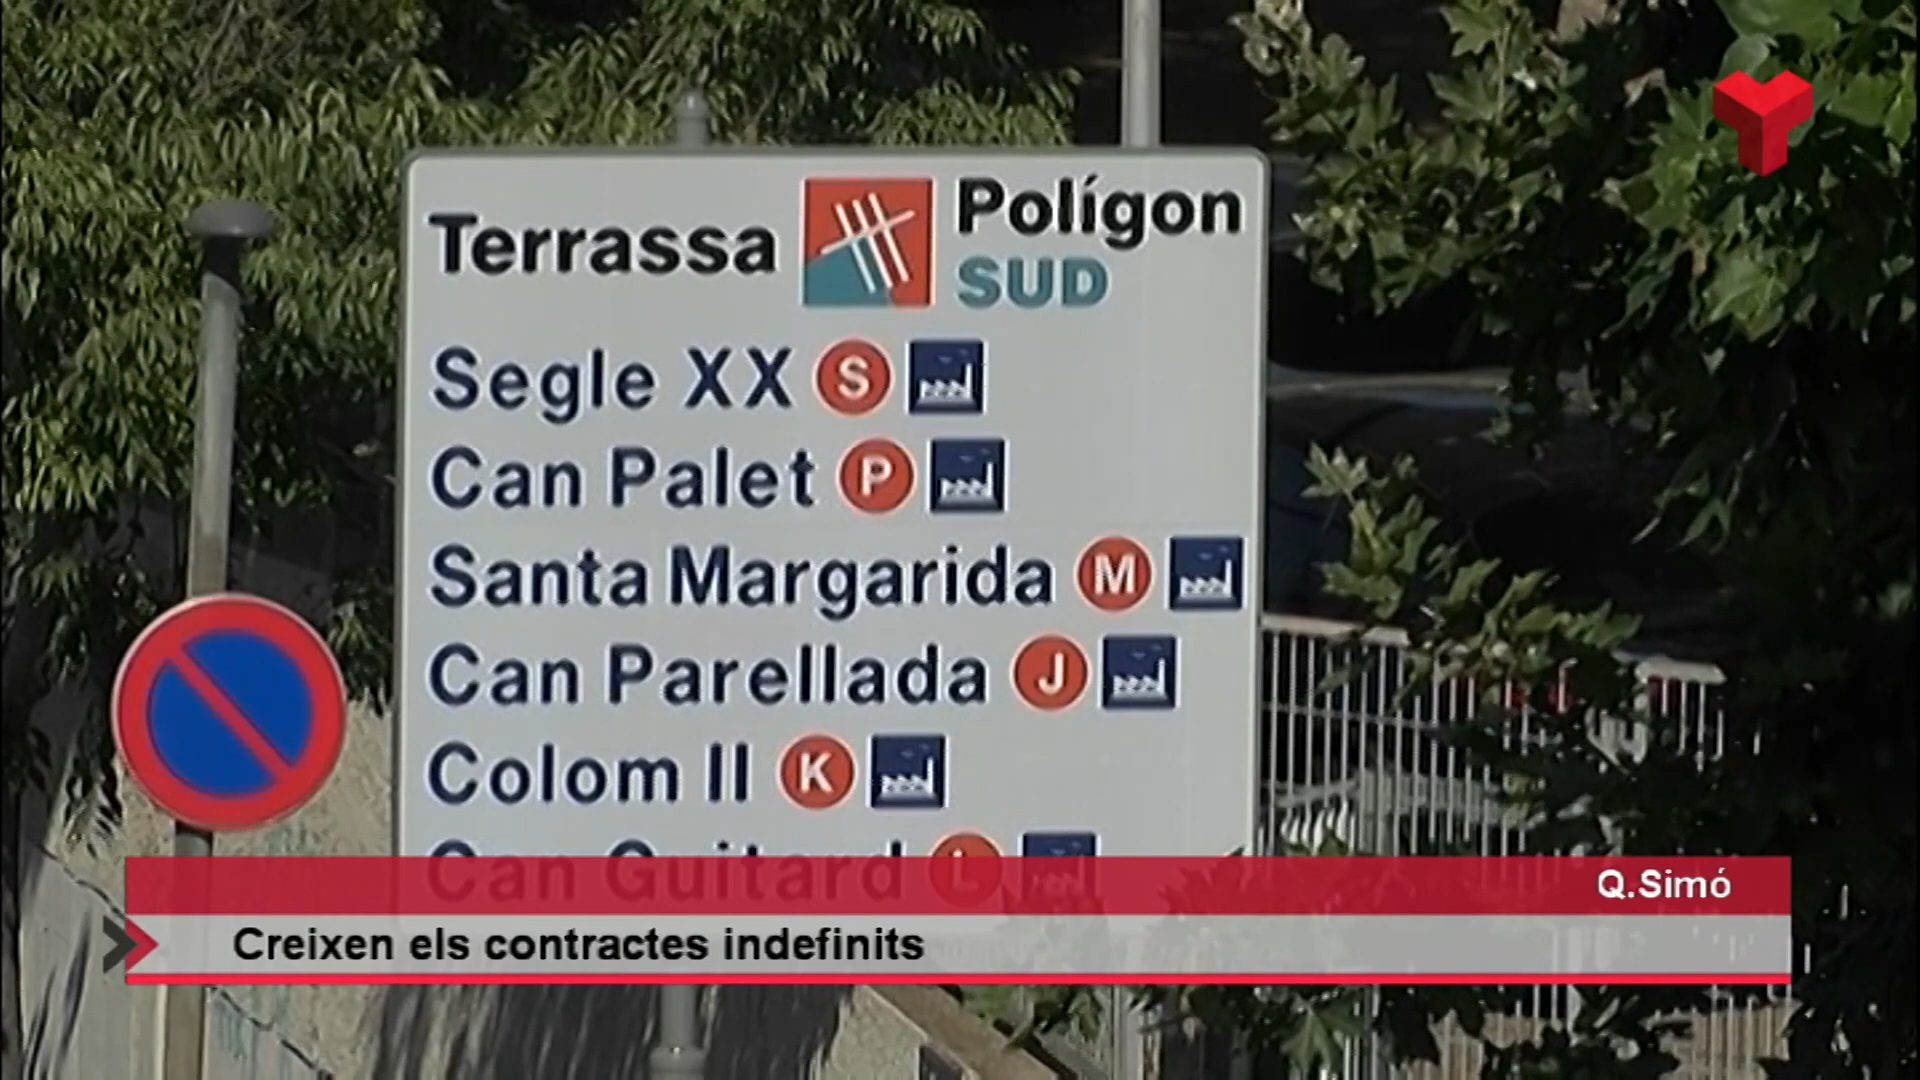 Terrassa
Polígon
SUD
Segle XX S
Can Palet P
Santa Margarida M
Can Parellada J
Colom II K
Can Guitard L
Q.Simó
Creixen els contractes indefinits